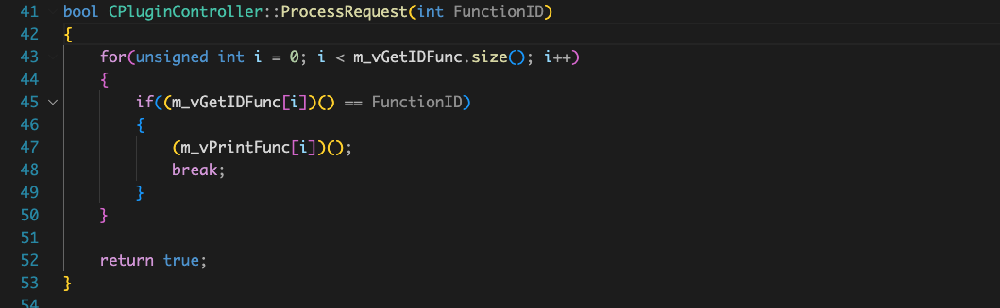 41 bool CPluginController::ProcessRequest(int FunctionID)
42 {
43 for(unsigned int i = 0; i < m_vGetIDFunc.size(); i++)
44 {
45 if((m_vGetIDFunc[i])() == FunctionID)
46 {
47 (m_vPrintFunc[i])();
48 break;
49 }
50 }
51
52 return true;
53 }
54